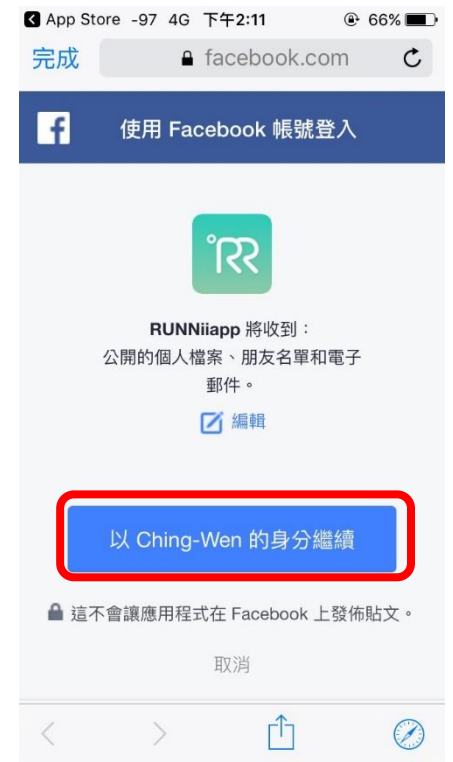 App Store -97 4G 下午2:11 66%
完成 facebook.com
f 使用 Facebook 帳號登入
°RR
RUNNiiapp 將收到：
公開的個人檔案、朋友名單和電子
郵件。
編輯
以 Ching-Wen 的身分繼續
這不會讓應用程式在 Facebook 上發佈貼文。
取消